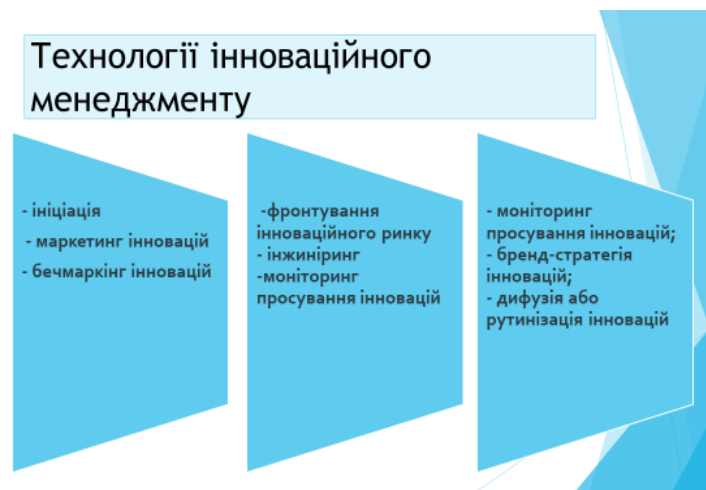 Технології інноваційного
менеджменту
- ініціація
- маркетинг інновацій
- бечмаркінг інновацій
-фронтування
інноваційного ринку
- інжиніринг
-моніторинг
просування інновацій
- моніторинг
просування інновацій;
- бренд-стратегія
інновацій;
- дифузія або
рутинізація інновацій